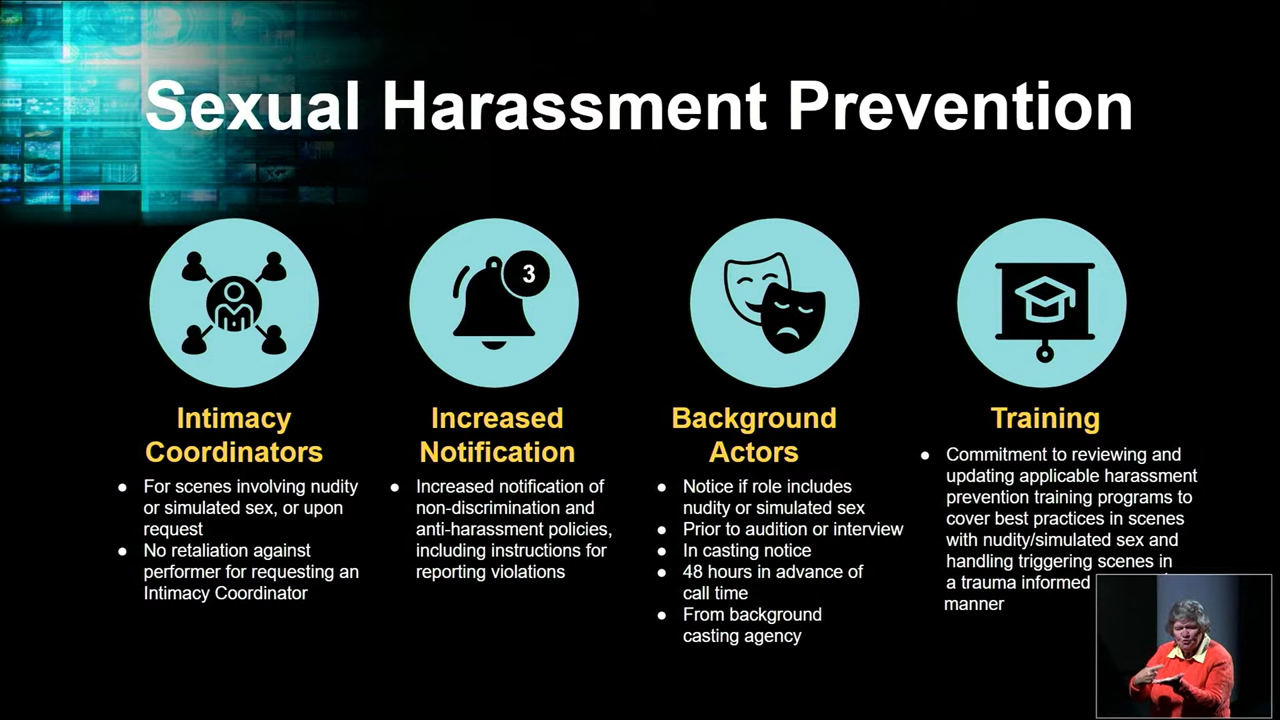 Sexual Harassment Prevention
3
Intimacy
Coordinators
● For scenes involving nudity
or simulated sex, or upon
request
● No retaliation against
performer for requesting an
Intimacy Coordinator
Increased
Notification
● Increased notification of
non-discrimination and
anti-harassment policies,
including instructions for
reporting violations
Background
Actors
● Notice if role includes
nudity or simulated sex
● Prior to audition or interview
● In casting notice
● 48 hours in advance of
call time
● From background
casting agency
Training
● Commitment to reviewing and
updating applicable harassment
prevention training programs to
cover best practices in scenes
with nudity/simulated sex and
handling triggering scenes in
a trauma informed
manner